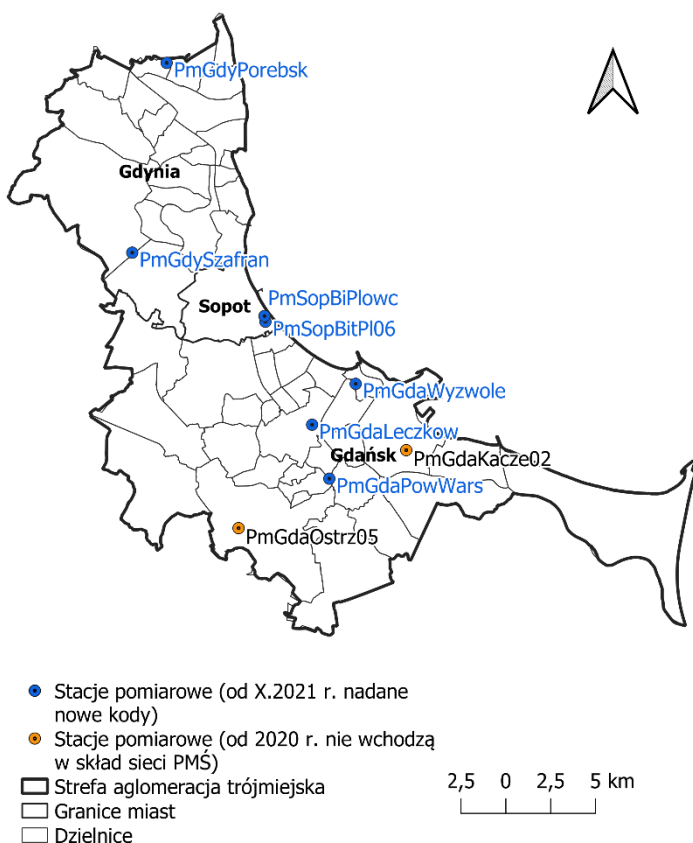 PmGdyPorebsk
Gdynia
PmGdySzafran
PmSopBiPlowc
Sopot
PmSopBitPl06
PmGdaWyzwole
PmGdaLeczkow
Gdańsk
PmGdaKacze02
PmGdaPowWars
PmGdaOstrz05
Stacje pomiarowe (od X.2021 r. nadane
nowe kody)
Stacje pomiarowe (od 2020 r. nie wchodzą
w skład sieci PMŚ)
Strefa aglomeracja trójmiejska
Granice miast
Dzielnice
2,5 0 2,5 5 km